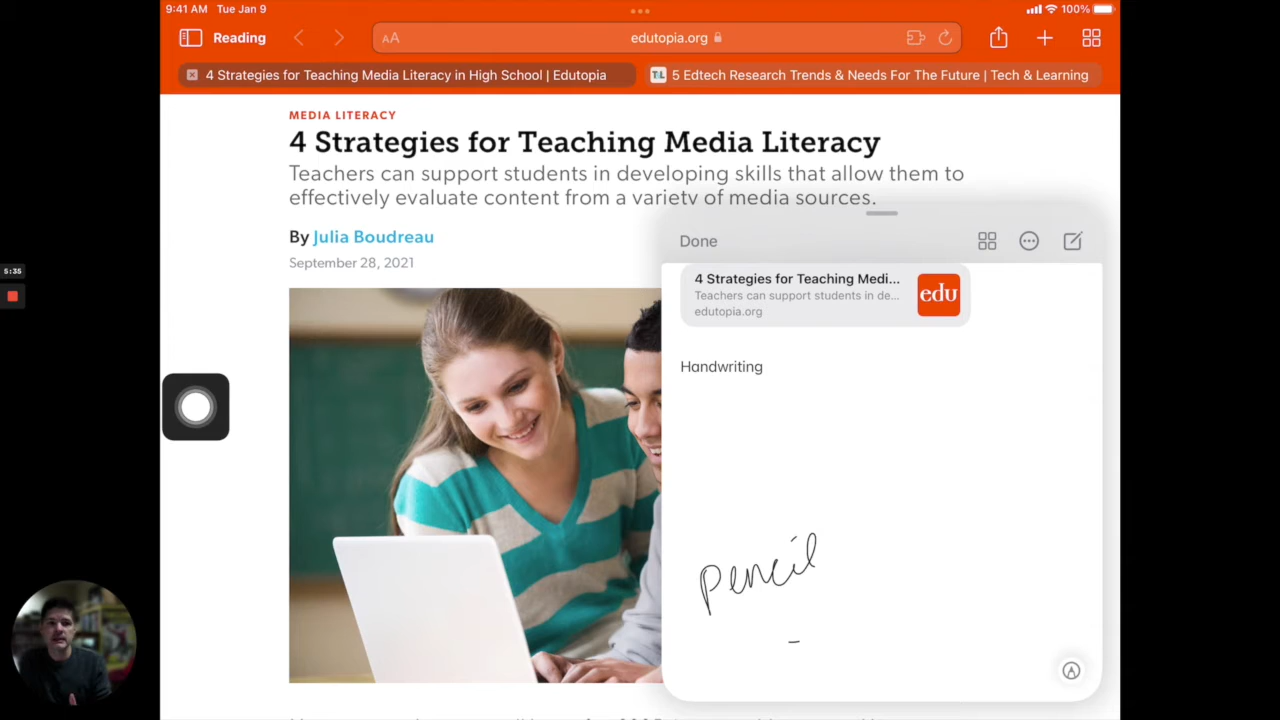 9:41 AM Tue Jan 9
100%
Reading
AA
edutopia.org
4 Strategies for Teaching Media Literacy in High School | Edutopia
T&L 5 Edtech Research Trends & Needs For The Future | Tech & Learning
MEDIA LITERACY
4 Strategies for Teaching Media Literacy
Teachers can support students in developing skills that allow them to
effectively evaluate content from a variety of media sources.
By Julia Boudreau
September 28, 2021
5:35
Done
4 Strategies for Teaching Medi...
Teachers can support students in de...
edutopia.org
edu
Handwriting
pencil